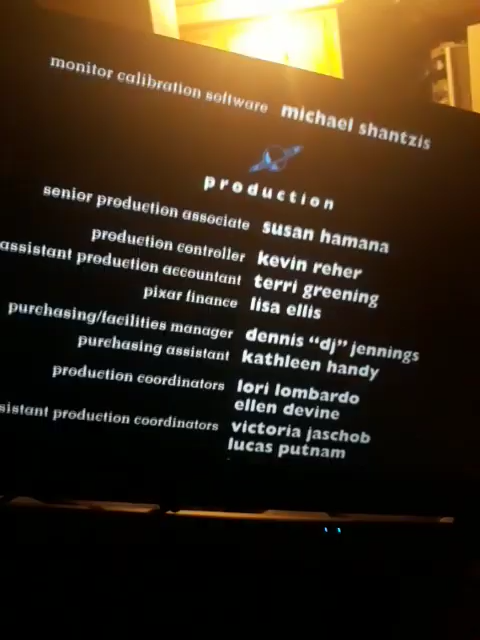 monitor calibration software michael shantzis
production
senior production associate susan hamana
production controller kevin reher
assistant production accountant terri greening
pixar finance lisa ellis
purchasing/facilities manager dennis “dj” jennings
purchasing assistant kathleen handy
production coordinators lori lombardo
ellen devine
sistant production coordinators victoria jaschob
lucas putnam